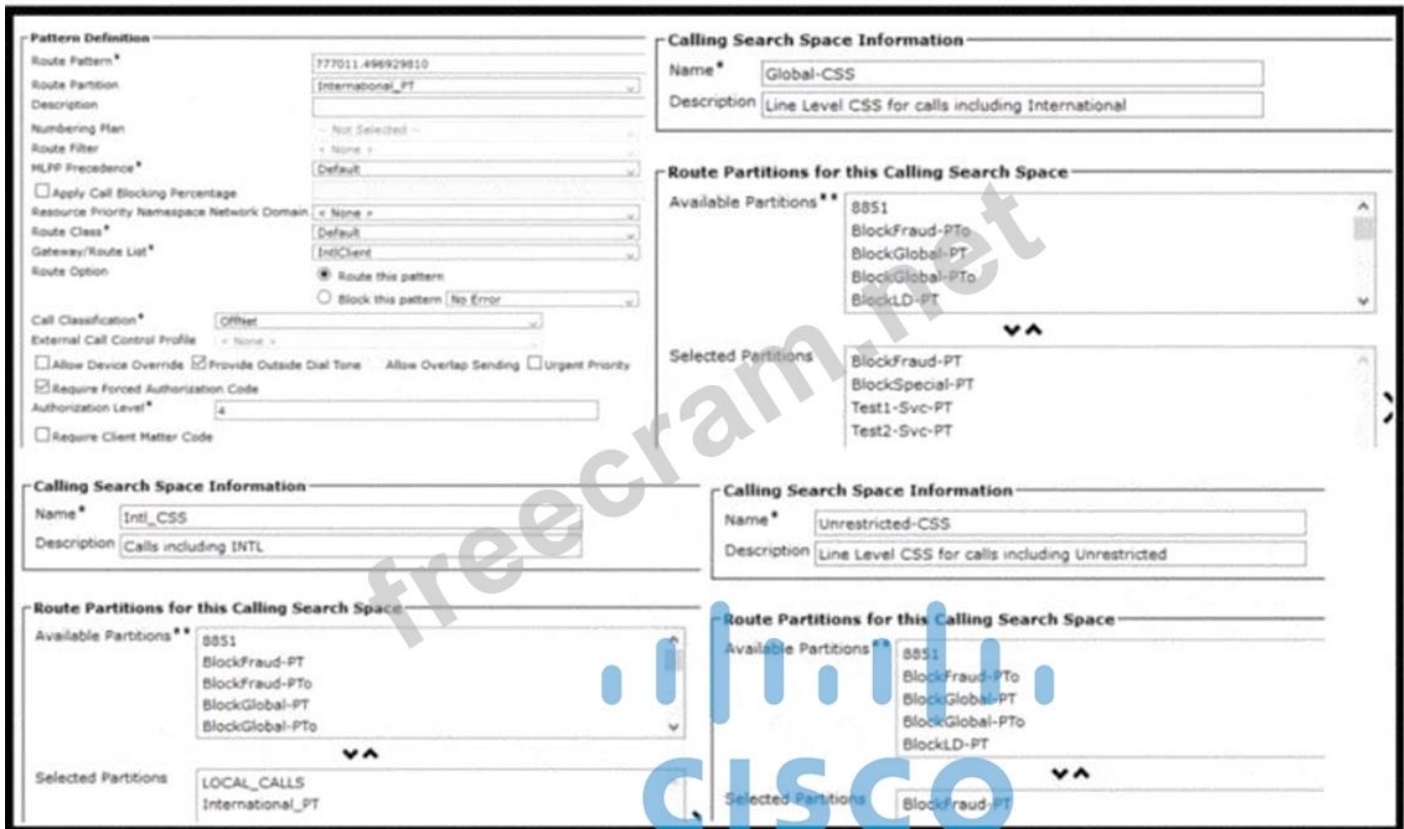 Pattern Definition
Route Pattern* 777011.496929810
Route Partition International_PT
Description
Numbering Plan -- Not Selected --
Route Filter < None >
MLPP Precedence* Default
Apply Call Blocking Percentage
Resource Priority Namespace Network Domain < None >
Route Class* Default
Gateway/Route List* IntlClient
Route Option Route this pattern
Block this pattern No Error
Call Classification* OffNet
External Call Control Profile < None >
Allow Device Override Provide Outside Dial Tone Allow Overlap Sending Urgent Priority
Require Forced Authorization Code
Authorization Level* 4
Require Client Matter Code
Calling Search Space Information
Name* Global-CSS
Description Line Level CSS for calls including International
Route Partitions for this Calling Search Space
Available Partitions** 8851
BlockFraud-PTo
BlockGlobal-PT
BlockGlobal-PTo
BlockLD-PT
Selected Partitions BlockFraud-PT
BlockSpecial-PT
Test1-Svc-PT
Test2-Svc-PT
Calling Search Space Information
Name* Intl_CSS
Description Calls including INTL
Route Partitions for this Calling Search Space
Available Partitions** 8851
BlockFraud-PT
BlockFraud-PTo
BlockGlobal-PT
BlockGlobal-PTo
Selected Partitions LOCAL_CALLS
International_PT
Calling Search Space Information
Name* Unrestricted-CSS
Description Line Level CSS for calls including Unrestricted
Route Partitions for this Calling Search Space
Available Partitions** 8851
BlockFraud-PTo
BlockGlobal-PT
BlockGlobal-PTo
BlockLD-PT
Selected Partitions BlockFraud-PT
freecram.net
CISCO